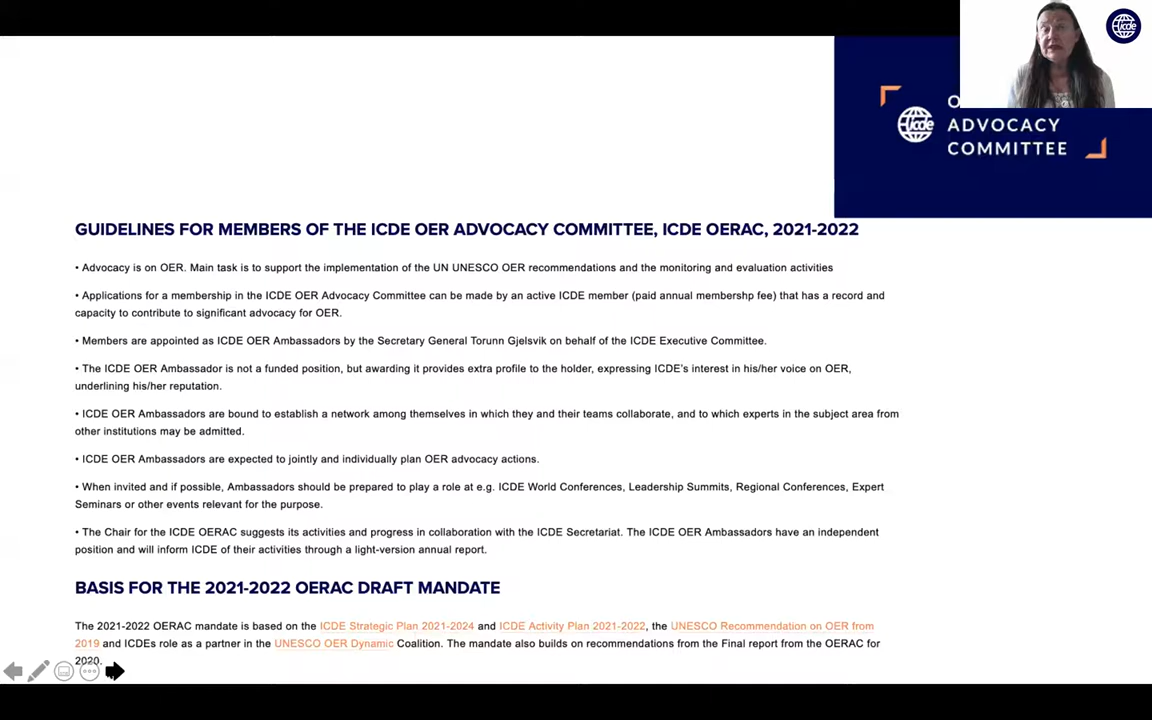 icde
icde
ADVOCACY
COMMITTEE
GUIDELINES FOR MEMBERS OF THE ICDE OER ADVOCACY COMMITTEE, ICDE OERAC, 2021-2022
• Advocacy is on OER. Main task is to support the implementation of the UN UNESCO OER recommendations and the monitoring and evaluation activities
• Applications for a membership in the ICDE OER Advocacy Committee can be made by an active ICDE member (paid annual membershp fee) that has a record and
capacity to contribute to significant advocacy for OER.
• Members are appointed as ICDE OER Ambassadors by the Secretary General Torunn Gjelsvik on behalf of the ICDE Executive Committee.
• The ICDE OER Ambassador is not a funded position, but awarding it provides extra profile to the holder, expressing ICDE's interest in his/her voice on OER,
underlining his/her reputation.
• ICDE OER Ambassadors are bound to establish a network among themselves in which they and their teams collaborate, and to which experts in the subject area from
other institutions may be admitted.
• ICDE OER Ambassadors are expected to jointly and individually plan OER advocacy actions.
• When invited and if possible, Ambassadors should be prepared to play a role at e.g. ICDE World Conferences, Leadership Summits, Regional Conferences, Expert
Seminars or other events relevant for the purpose.
• The Chair for the ICDE OERAC suggests its activities and progress in collaboration with the ICDE Secretariat. The ICDE OER Ambassadors have an independent
position and will inform ICDE of their activities through a light-version annual report.
BASIS FOR THE 2021-2022 OERAC DRAFT MANDATE
The 2021-2022 OERAC mandate is based on the ICDE Strategic Plan 2021-2024 and ICDE Activity Plan 2021-2022, the UNESCO Recommendation on OER from
2019 and ICDEs role as a partner in the UNESCO OER Dynamic Coalition. The mandate also builds on recommendations from the Final report from the OERAC for
2020.